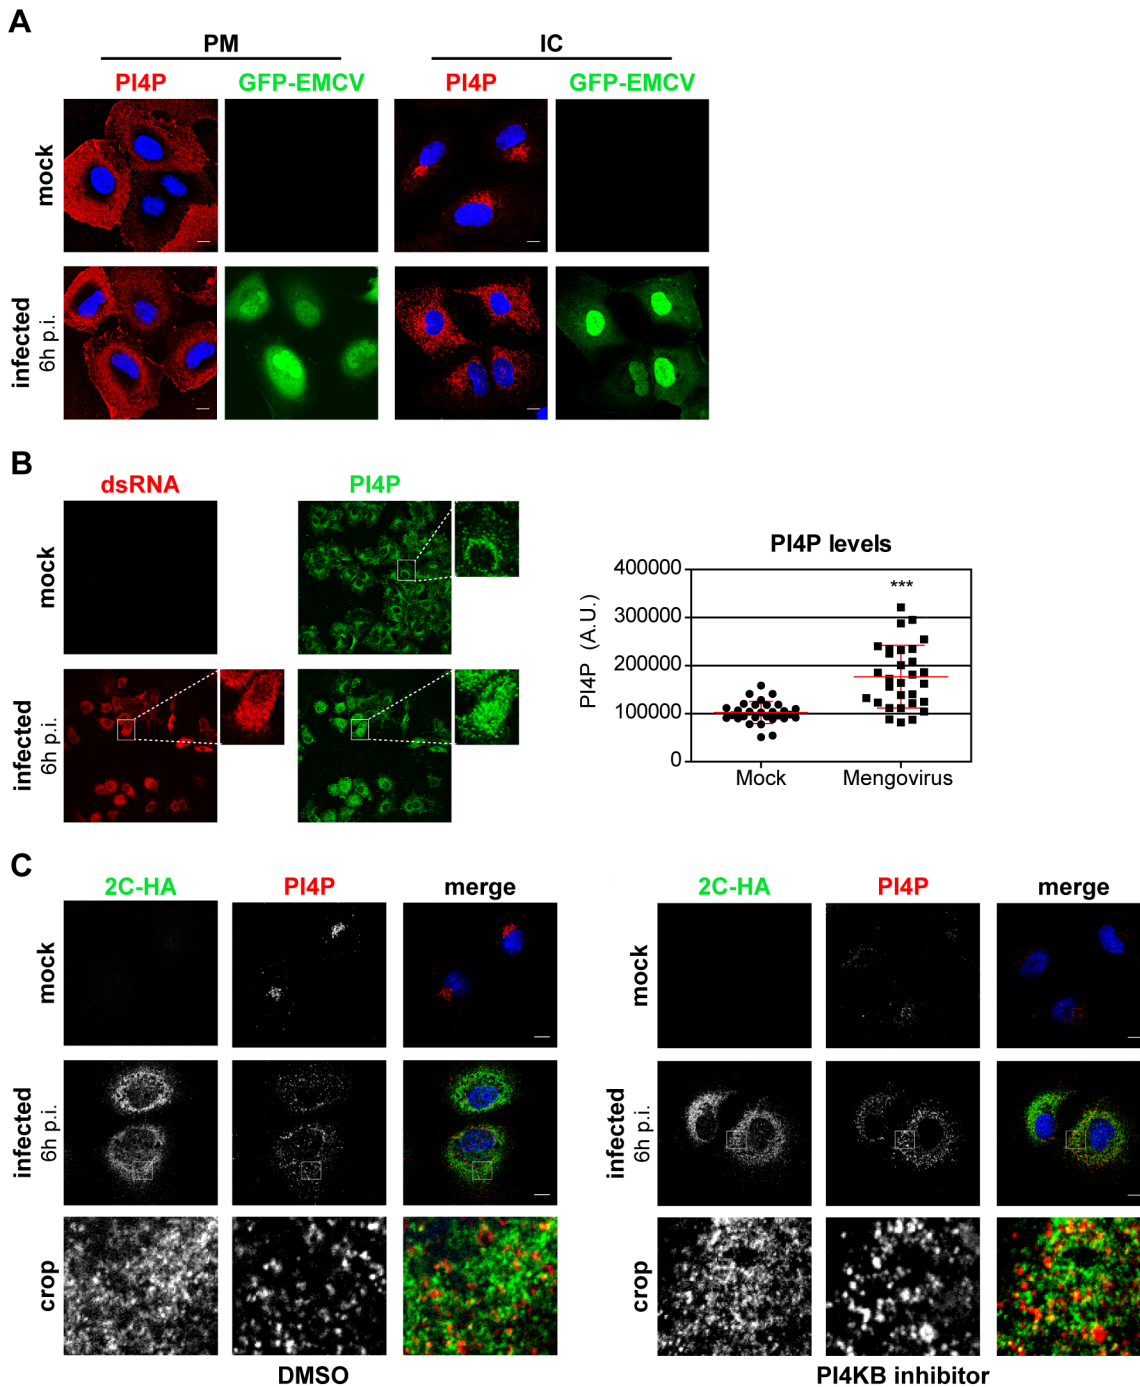 A
PM IC
PI4P GFP-EMCV PI4P GFP-EMCV
mock
infected
6h p.i.
B
dsRNA PI4P
mock
infected
6h p.i.
PI4P levels
PI4P (A.U.)
400000
300000
200000
100000
0
***
Mock Mengovirus
C
2C-HA PI4P merge 2C-HA PI4P merge
mock mock
infected infected
6h p.i. 6h p.i.
crop crop
DMSO PI4KB inhibitor